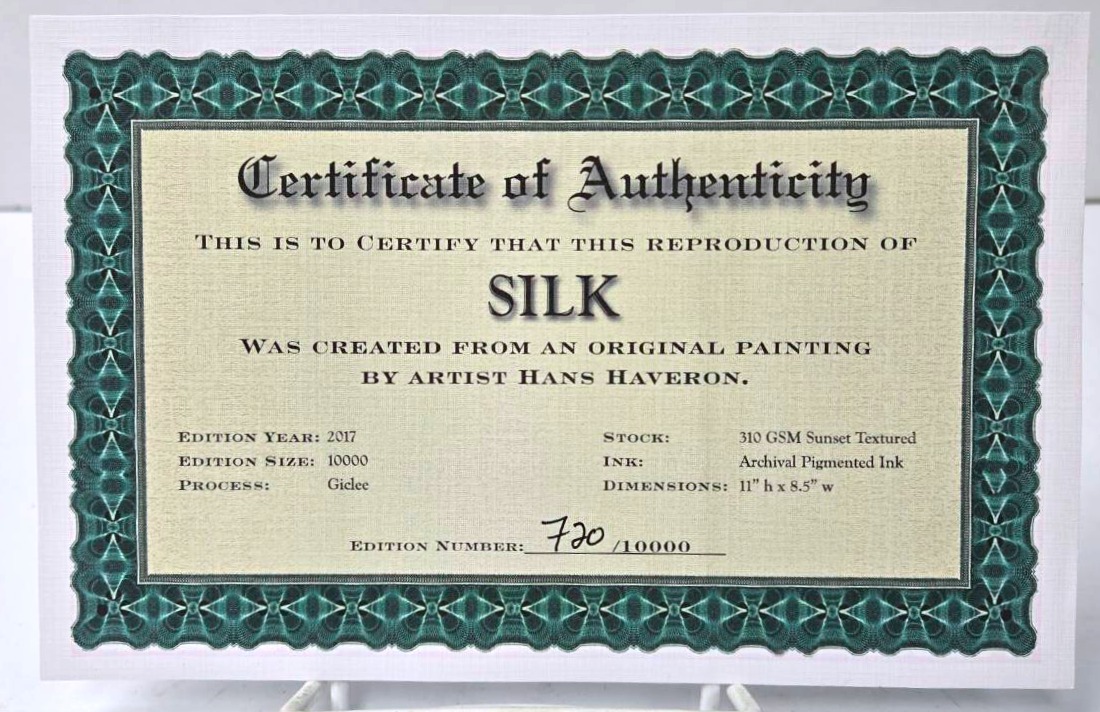 Certificate of Authenticity
THIS IS TO CERTIFY THAT THIS REPRODUCTION OF
SILK
WAS CREATED FROM AN ORIGINAL PAINTING
BY ARTIST HANS HAVERON.
EDITION YEAR: 2017
EDITION SIZE: 10000
PROCESS: Giclee
STOCK: 310 GSM Sunset Textured
INK: Archival Pigmented Ink
DIMENSIONS: 11" h x 8.5" w
EDITION NUMBER: 720 /10000